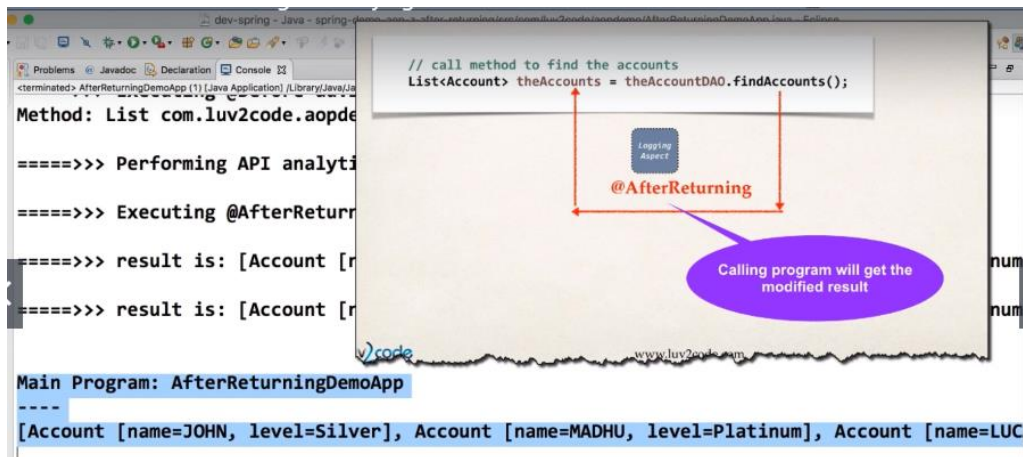 dev-spring - Java - spring-demo-aop-a-after-returning/src/com/luv2code/aopdemo/AfterReturningDemoApp.java - Eclipse
Problems @ Javadoc Declaration Console
<terminated> AfterReturningDemoApp (1) [Java Application] /Library/Java/Ja
Method: List com.luv2code.aopde
=====>>> Performing API analyti
=====>>> Executing @AfterReturn
=====>>> result is: [Account [n
num
=====>>> result is: [Account [r
num
// call method to find the accounts
List<Account> theAccounts = theAccountDAO.findAccounts();
Logging
Aspect
@AfterReturning
Calling program will get the
modified result
v2code
www.luv2code.com
Main Program: AfterReturningDemoApp
----
[Account [name=JOHN, level=Silver], Account [name=MADHU, level=Platinum], Account [name=LUC